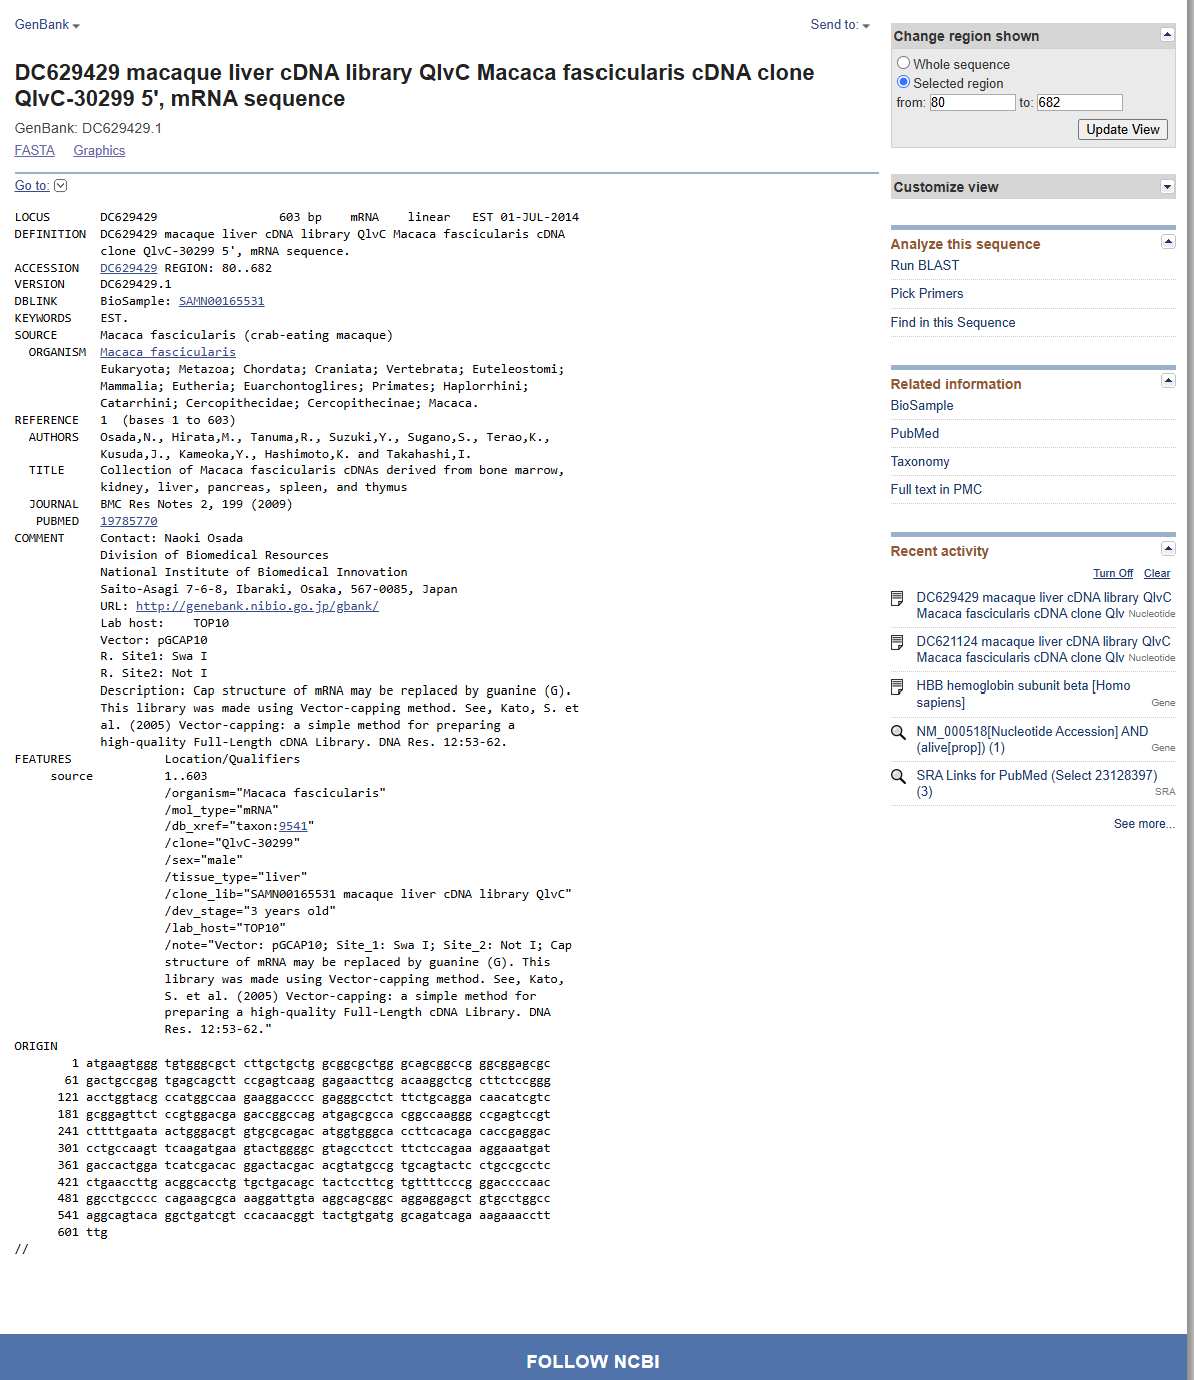 GenBank
Send to:
DC629429 macaque liver cDNA library QlvC Macaca fascicularis cDNA clone
QlvC-30299 5', mRNA sequence
GenBank: DC629429.1
FASTA Graphics
Go to:
LOCUS DC629429 603 bp mRNA linear EST 01-JUL-2014
DEFINITION DC629429 macaque liver cDNA library QlvC Macaca fascicularis cDNA
clone QlvC-30299 5', mRNA sequence.
ACCESSION DC629429 REGION: 80..682
VERSION DC629429.1
DBLINK BioSample: SAMN00165531
KEYWORDS EST.
SOURCE Macaca fascicularis (crab-eating macaque)
ORGANISM Macaca fascicularis
Eukaryota; Metazoa; Chordata; Craniata; Vertebrata; Euteleostomi;
Mammalia; Eutheria; Euarchontoglires; Primates; Haplorrhini;
Catarrhini; Cercopithecidae; Cercopithecinae; Macaca.
REFERENCE 1 (bases 1 to 603)
AUTHORS Osada,N., Hirata,M., Tanuma,R., Suzuki,Y., Sugano,S., Terao,K.,
Kusuda,J., Kameoka,Y., Hashimoto,K. and Takahashi,I.
TITLE Collection of Macaca fascicularis cDNAs derived from bone marrow,
kidney, liver, pancreas, spleen, and thymus
JOURNAL BMC Res Notes 2, 199 (2009)
PUBMED 19785770
COMMENT Contact: Naoki Osada
Division of Biomedical Resources
National Institute of Biomedical Innovation
Saito-Asagi 7-6-8, Ibaraki, Osaka, 567-0085, Japan
URL: http://genebank.nibio.go.jp/gbank/
Lab host: TOP10
Vector: pGCAP10
R. Site1: Swa I
R. Site2: Not I
Description: Cap structure of mRNA may be replaced by guanine (G).
This library was made using Vector-capping method. See, Kato, S. et
al. (2005) Vector-capping: a simple method for preparing a
high-quality Full-Length cDNA Library. DNA Res. 12:53-62.
FEATURES Location/Qualifiers
source 1..603
/organism="Macaca fascicularis"
/mol_type="mRNA"
/db_xref="taxon:9541"
/clone="QlvC-30299"
/sex="male"
/tissue_type="liver"
/clone_lib="SAMN00165531 macaque liver cDNA library QlvC"
/dev_stage="3 years old"
/lab_host="TOP10"
/note="Vector: pGCAP10; Site_1: Swa I; Site_2: Not I; Cap
structure of mRNA may be replaced by guanine (G). This
library was made using Vector-capping method. See, Kato,
S. et al. (2005) Vector-capping: a simple method for
preparing a high-quality Full-Length cDNA Library. DNA
Res. 12:53-62."
ORIGIN
1 atgaagtggg tgtgggcgct cttgctgctg gcggcgctgg gcagcggccg ggcggagcgc
61 gactgccgag tgagcagctt ccgagtcaag gagaacttcg acaaggctcg cttctccggg
121 acctggtacg ccatggccaa gaaggacccc gagggcctct ttctgcagga caacatcgtc
181 gcggagttct ccgtggacga gaccggccag atgagcgcca cggccaaggg ccgagtccgt
241 cttttgaata actgggacgt gtgcgcagac atggtgggca ccttcacaga caccgaggac
301 cctgccaagt tcaagatgaa gtactggggc gtagcctcct ttctccagaa aggaaatgat
361 gaccactgga tcatcgacac ggactacgac acgtatgccg tgcagtactc ctgccgcctc
421 ctgaaccttg acggcacctg tgctgacagc tactccttcg tgttttcccg ggaccccaac
481 ggcctgcccc cagaagcgca aaggattgta aggcagcggc aggaggagct gtgcctggcc
541 aggcagtaca ggctgatcgt ccacaacggt tactgtgatg gcagatcaga aagaaacctt
601 ttg
//
Change region shown
Whole sequence
Selected region
from: 80 to: 682
Update View
Customize view
Analyze this sequence
Run BLAST
Pick Primers
Find in this Sequence
Related information
BioSample
PubMed
Taxonomy
Full text in PMC
Recent activity
Turn Off Clear
DC629429 macaque liver cDNA library QlvC
Macaca fascicularis cDNA clone Qlv Nucleotide
DC621124 macaque liver cDNA library QlvC
Macaca fascicularis cDNA clone Qlv Nucleotide
HBB hemoglobin subunit beta [Homo
sapiens] Gene
NM_000518[Nucleotide Accession] AND
(alive[prop]) (1) Gene
SRA Links for PubMed (Select 23128397)
(3) SRA
See more...
FOLLOW NCBI